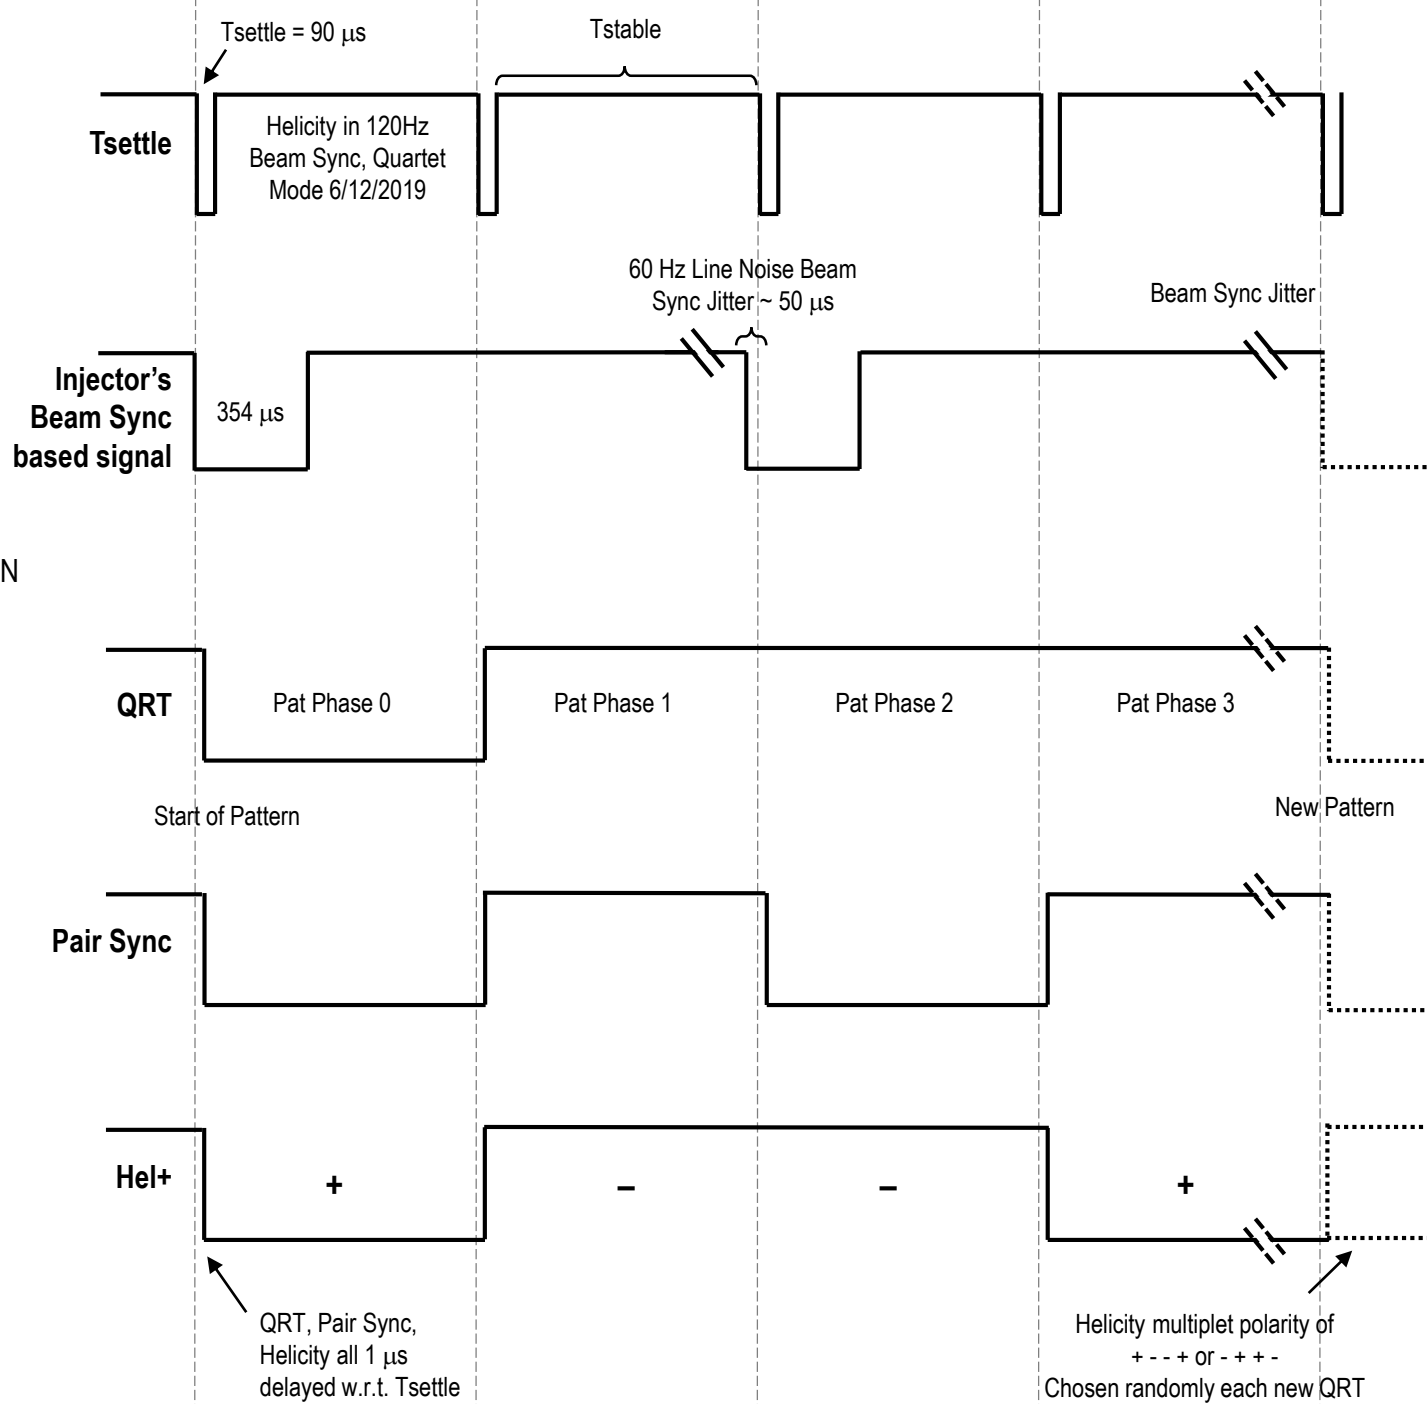 Tsettle = 90 μs
Tstable
Tsettle
Helicity in 120Hz
Beam Sync, Quartet
Mode 6/12/2019
60 Hz Line Noise Beam
Sync Jitter ~ 50 μs
Beam Sync Jitter
Injector’s
Beam Sync
based signal
354 μs
N
QRT
Pat Phase 0
Pat Phase 1
Pat Phase 2
Pat Phase 3
Start of Pattern
New Pattern
Pair Sync
Hel+
+
–
–
+
QRT, Pair Sync,
Helicity all 1 μs
delayed w.r.t. Tsettle
Helicity multiplet polarity of
+ - - + or - + + -
Chosen randomly each new QRT